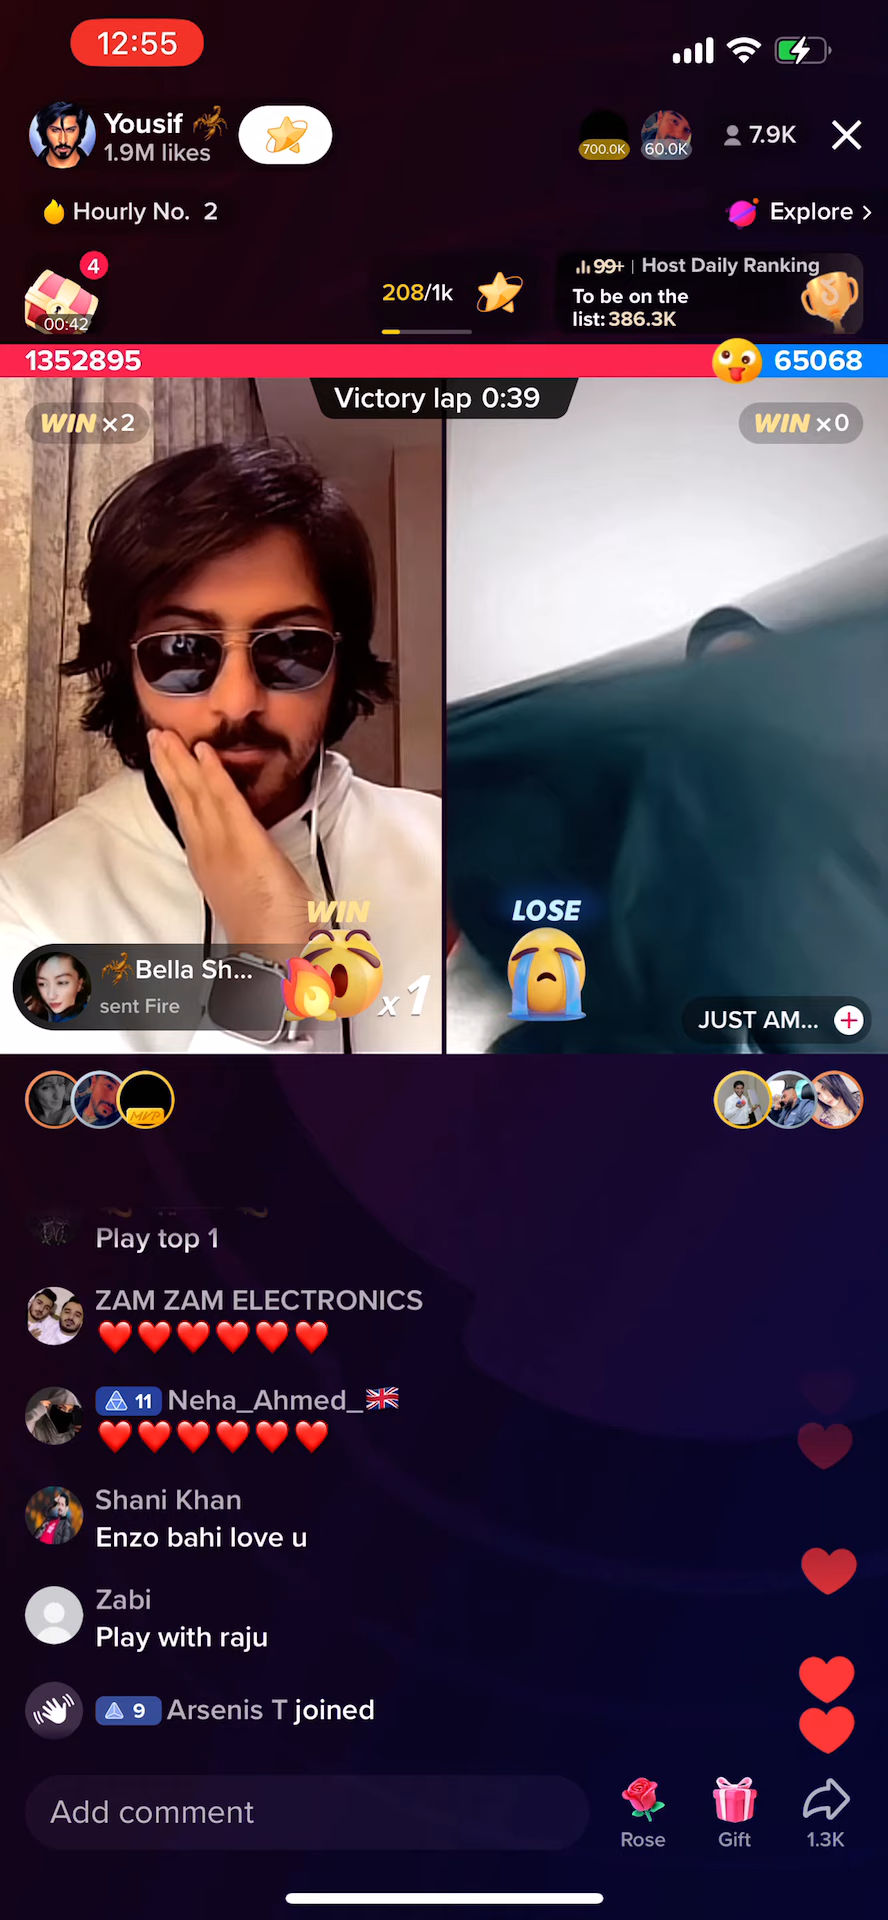 12:55
Yousif 🦂
1.9M likes
700.0K
60.0K
7.9K
Hourly No. 2
Explore >
4
00:42
208/1k
99+ | Host Daily Ranking
To be on the
list: 386.3K
1352895
65068
Victory lap 0:39
WIN x2
WIN x0
WIN
LOSE
🦂Bella Sh...
sent Fire
x1
JUST AM...
MVP
Play top 1
ZAM ZAM ELECTRONICS
❤️❤️❤️❤️❤️❤️
11 Neha_Ahmed_🇬🇧
❤️❤️❤️❤️❤️❤️
Shani Khan
Enzo bahi love u
Zabi
Play with raju
9 Arsenis T joined
Add comment
Rose
Gift
1.3K